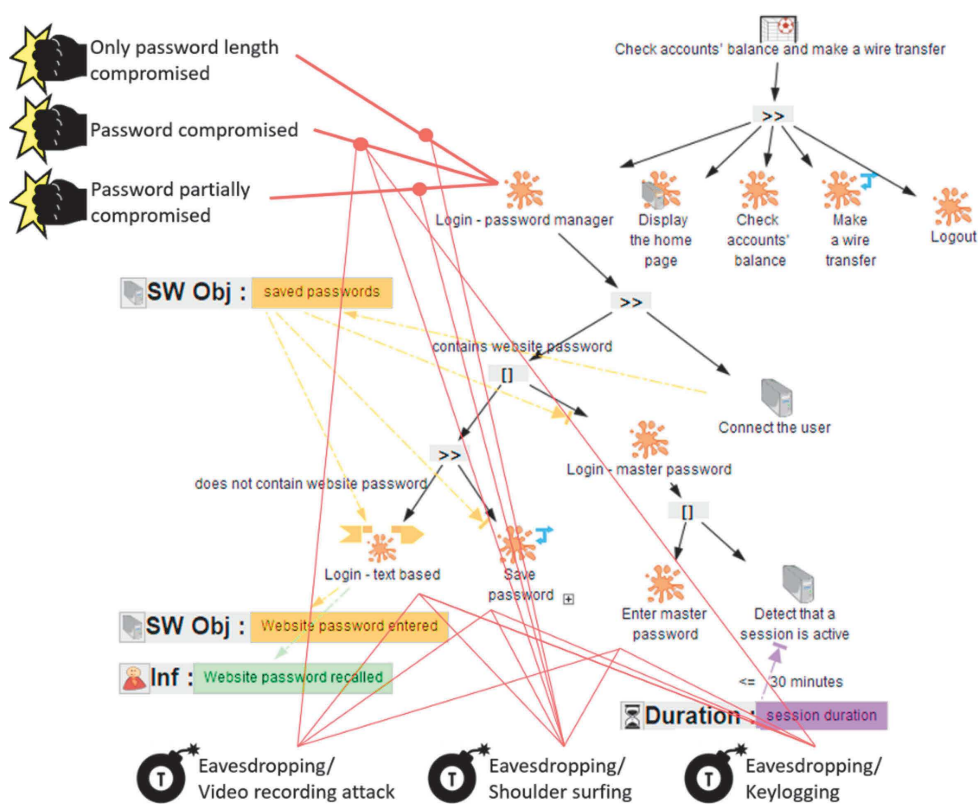 Only password length
compromised
Password compromised
Password partially
compromised
Check accounts' balance and make a wire transfer
>>
Login - password manager
Display
the home
page
Check
accounts'
balance
Make
a wire
transfer
Logout
SW Obj : saved passwords
>>
contains website password
[]
Connect the user
>>
Login - master password
does not contain website password
[]
Login - text based
Save
password
Enter master
password
Detect that a
session is active
SW Obj : Website password entered
Inf : Website password recalled
<= 30 minutes
Duration : session duration
T
Eavesdropping/
Video recording attack
T
Eavesdropping/
Shoulder surfing
T
Eavesdropping/
Keylogging